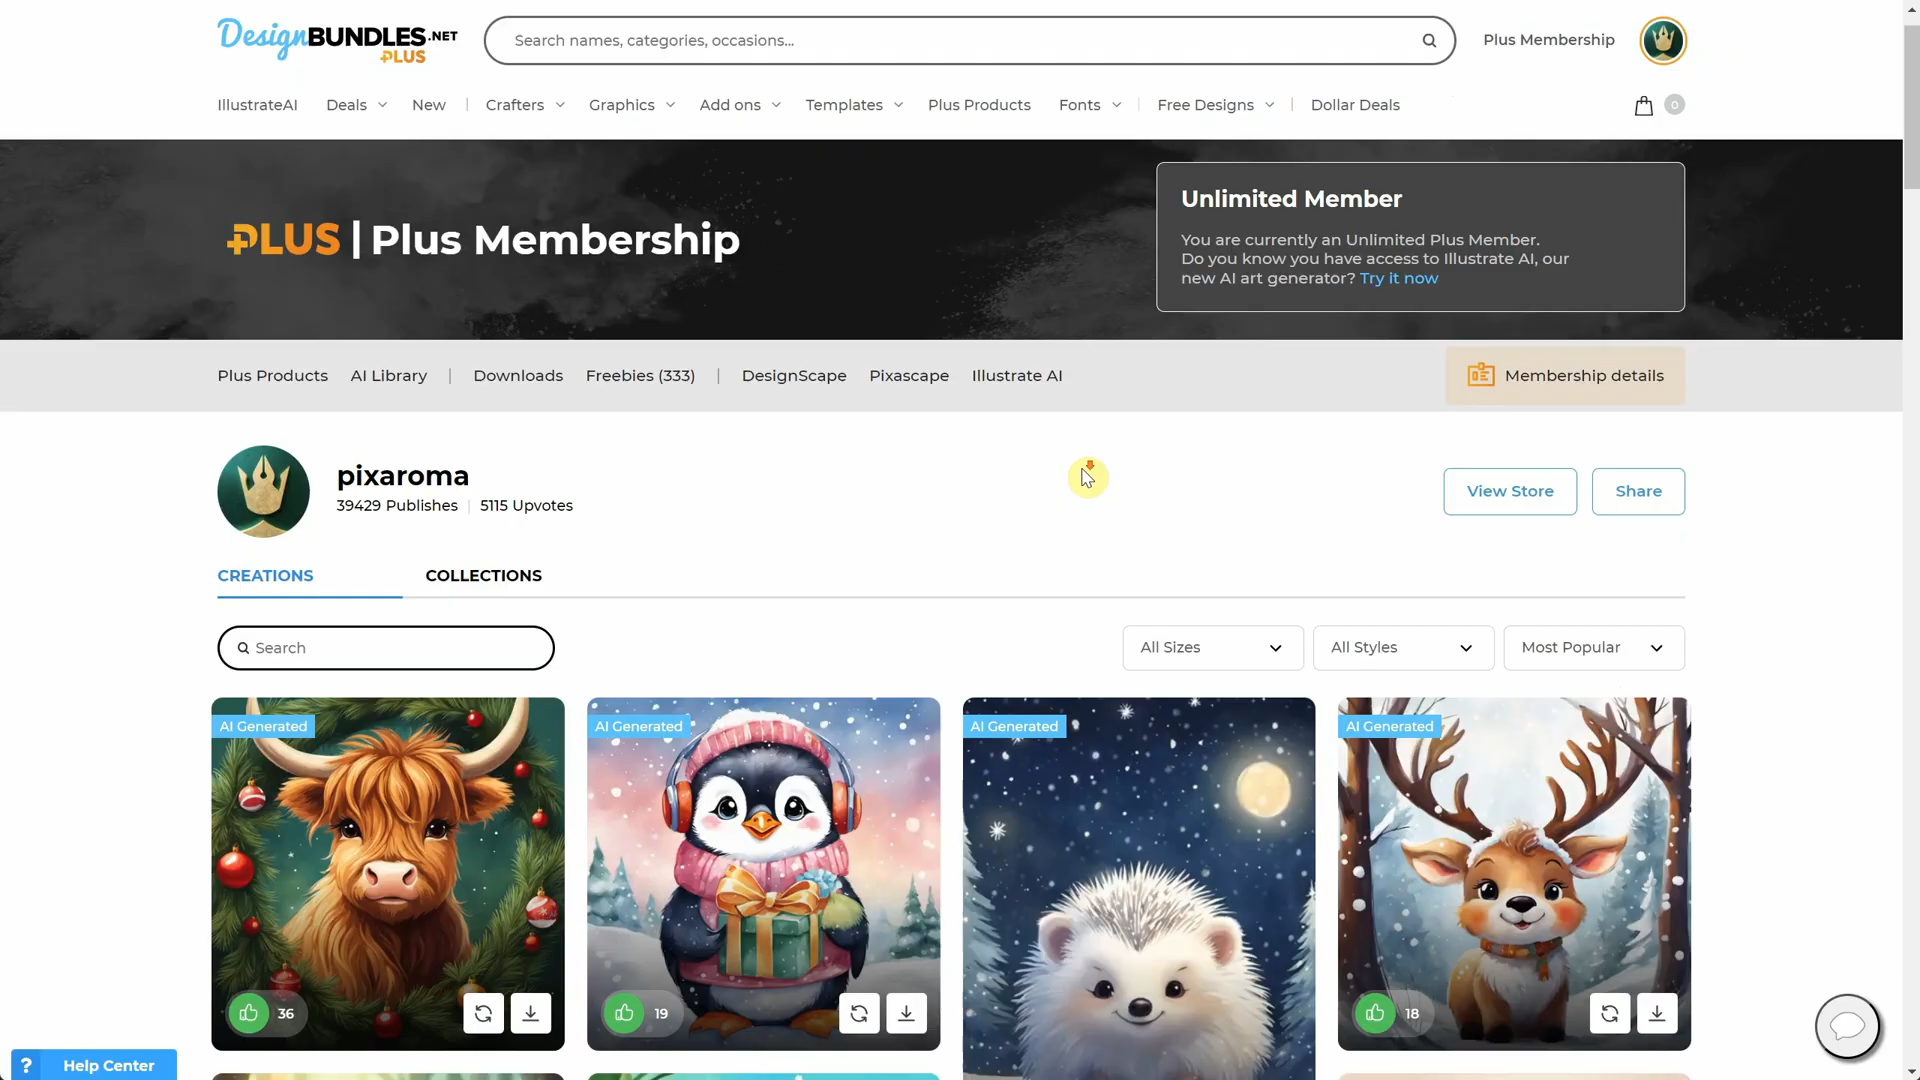 DesignBUNDLES.NET
PLUS
Search names, categories, occasions...
Plus Membership
IllustrateAI
Deals
New
Crafters
Graphics
Add ons
Templates
Plus Products
Fonts
Free Designs
Dollar Deals
0
PLUS | Plus Membership
Unlimited Member
You are currently an Unlimited Plus Member.
Do you know you have access to Illustrate AI, our
new AI art generator? Try it now
Plus Products
AI Library
Downloads
Freebies (333)
DesignScape
Pixascape
Illustrate AI
Membership details
pixaroma
39429 Publishes
5115 Upvotes
View Store
Share
CREATIONS
COLLECTIONS
Search
All Sizes
All Styles
Most Popular
AI Generated
AI Generated
AI Generated
AI Generated
36
19
18
? Help Center